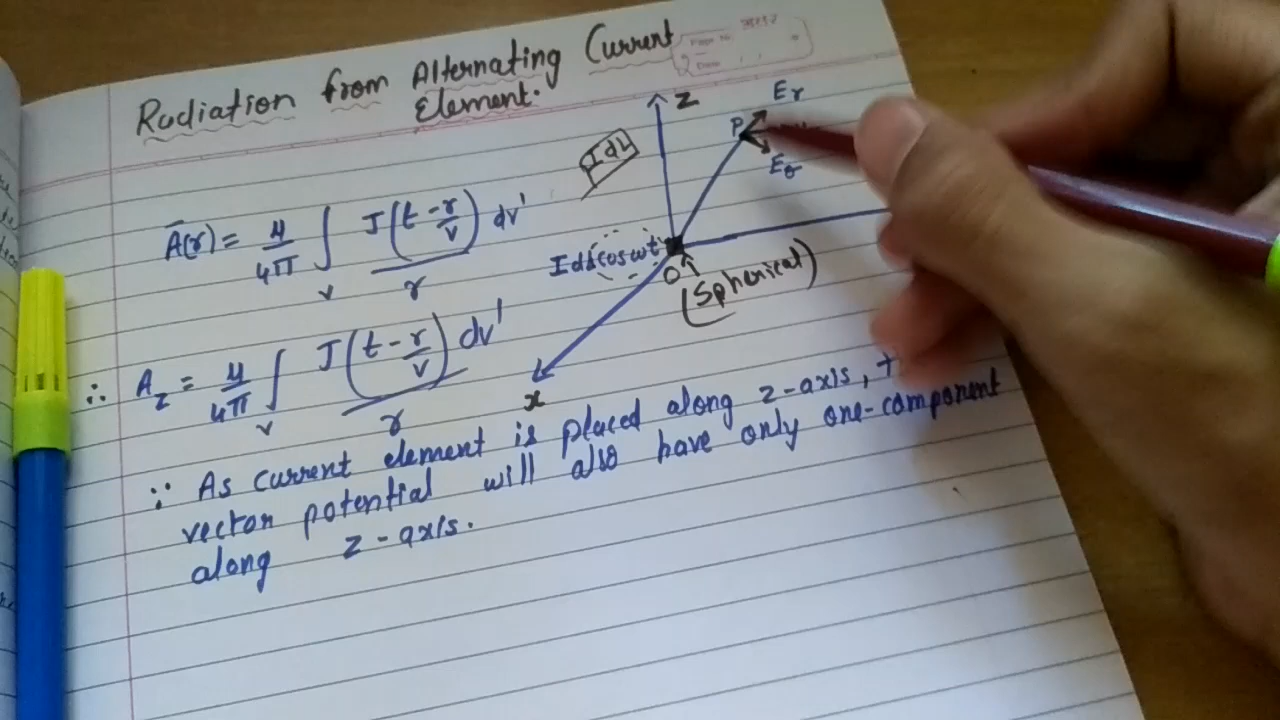 Radiation from Alternating Current
Element.
IdL
Z
P
Er
Eθ
A̅(r) = μ/4π ∫v J(t - r/v)/r dv'
Idl cos ωt
O
(Spherical)
x
∴ Az = μ/4π ∫v J(t - r/v)/r dv'
∵ As current element is placed along z-axis,
vector potential will also have only one-component
along z-axis.